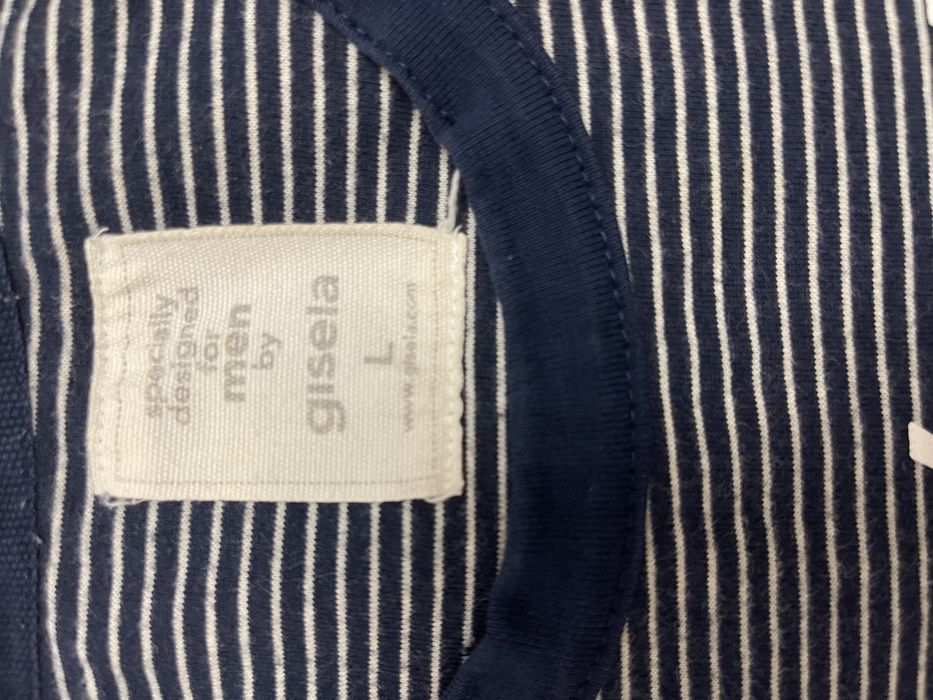 specially
designed
for
men
by
gisela
L
www.gisela.com